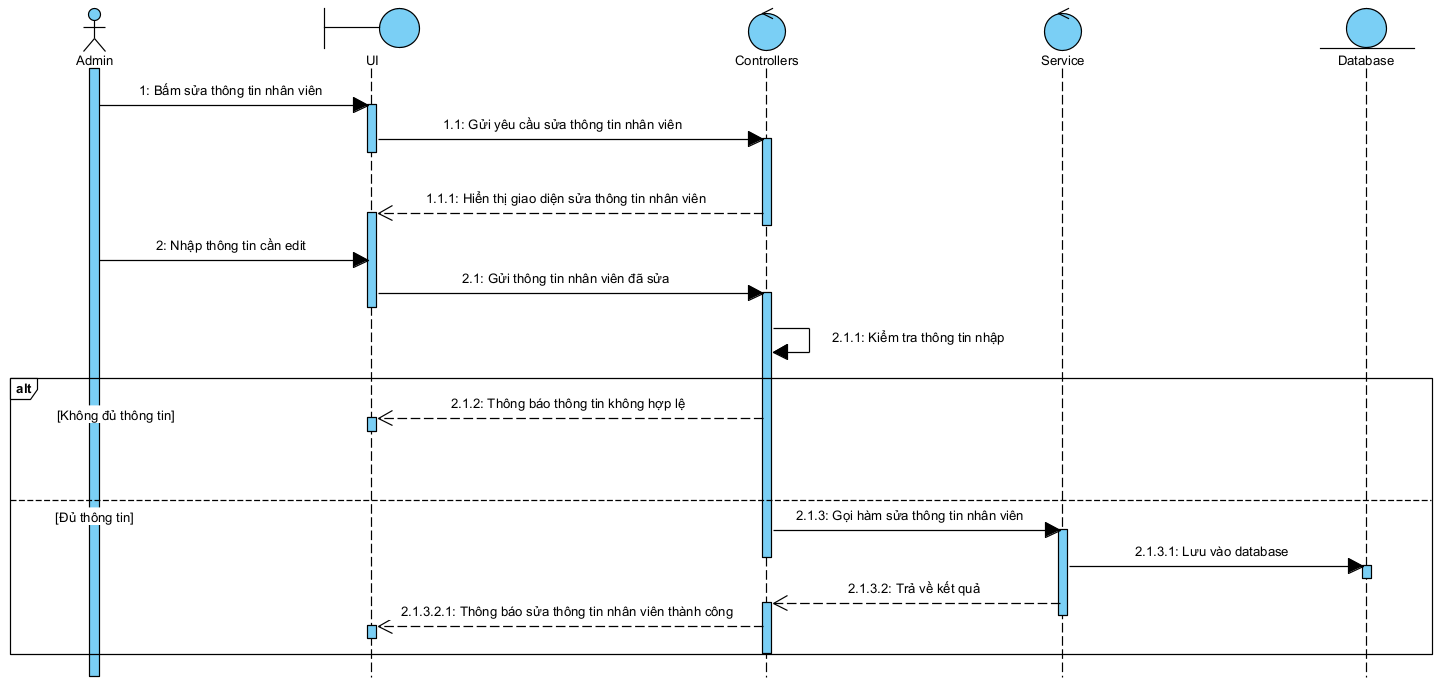 Admin
UI
Controllers
Service
Database
1: Bấm sửa thông tin nhân viên
1.1: Gửi yêu cầu sửa thông tin nhân viên
1.1.1: Hiển thị giao diện sửa thông tin nhân viên
2: Nhập thông tin cần edit
2.1: Gửi thông tin nhân viên đã sửa
2.1.1: Kiểm tra thông tin nhập
alt
[Không đủ thông tin]
2.1.2: Thông báo thông tin không hợp lệ
[Đủ thông tin]
2.1.3: Gọi hàm sửa thông tin nhân viên
2.1.3.1: Lưu vào database
2.1.3.2: Trả về kết quả
2.1.3.2.1: Thông báo sửa thông tin nhân viên thành công